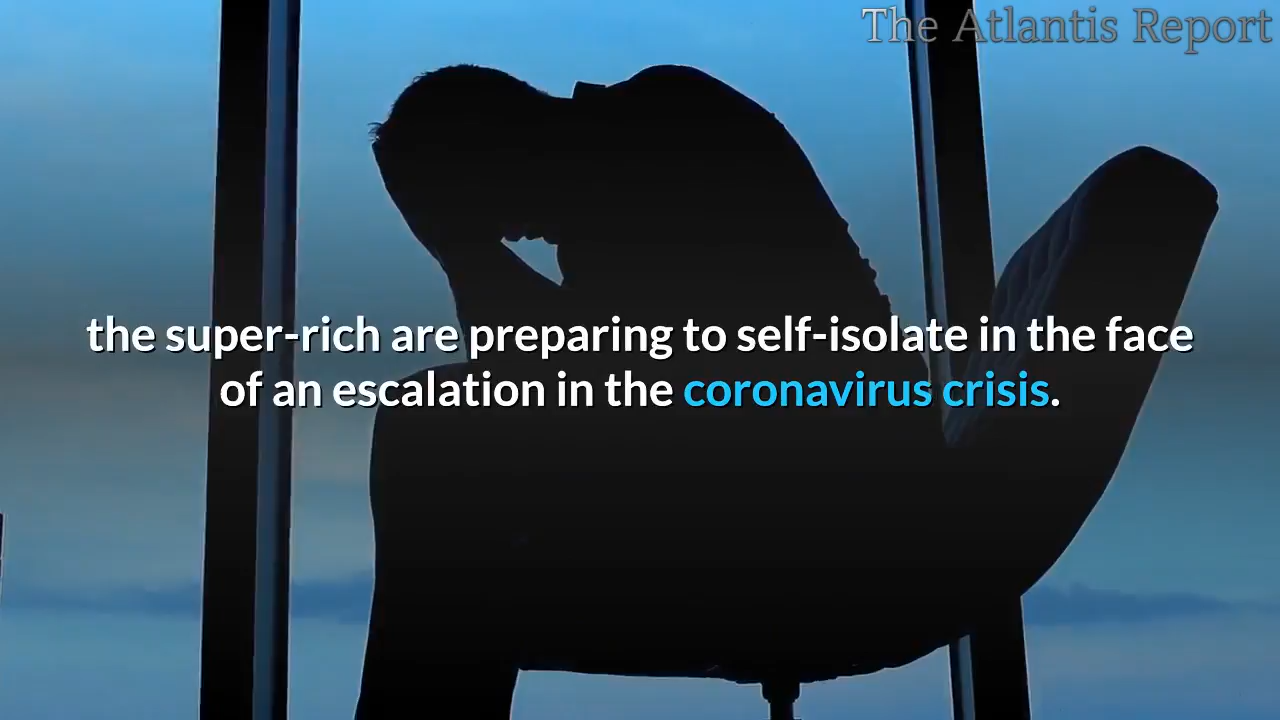 The Atlantis Report
the super-rich are preparing to self-isolate in the face
of an escalation in the coronavirus crisis.